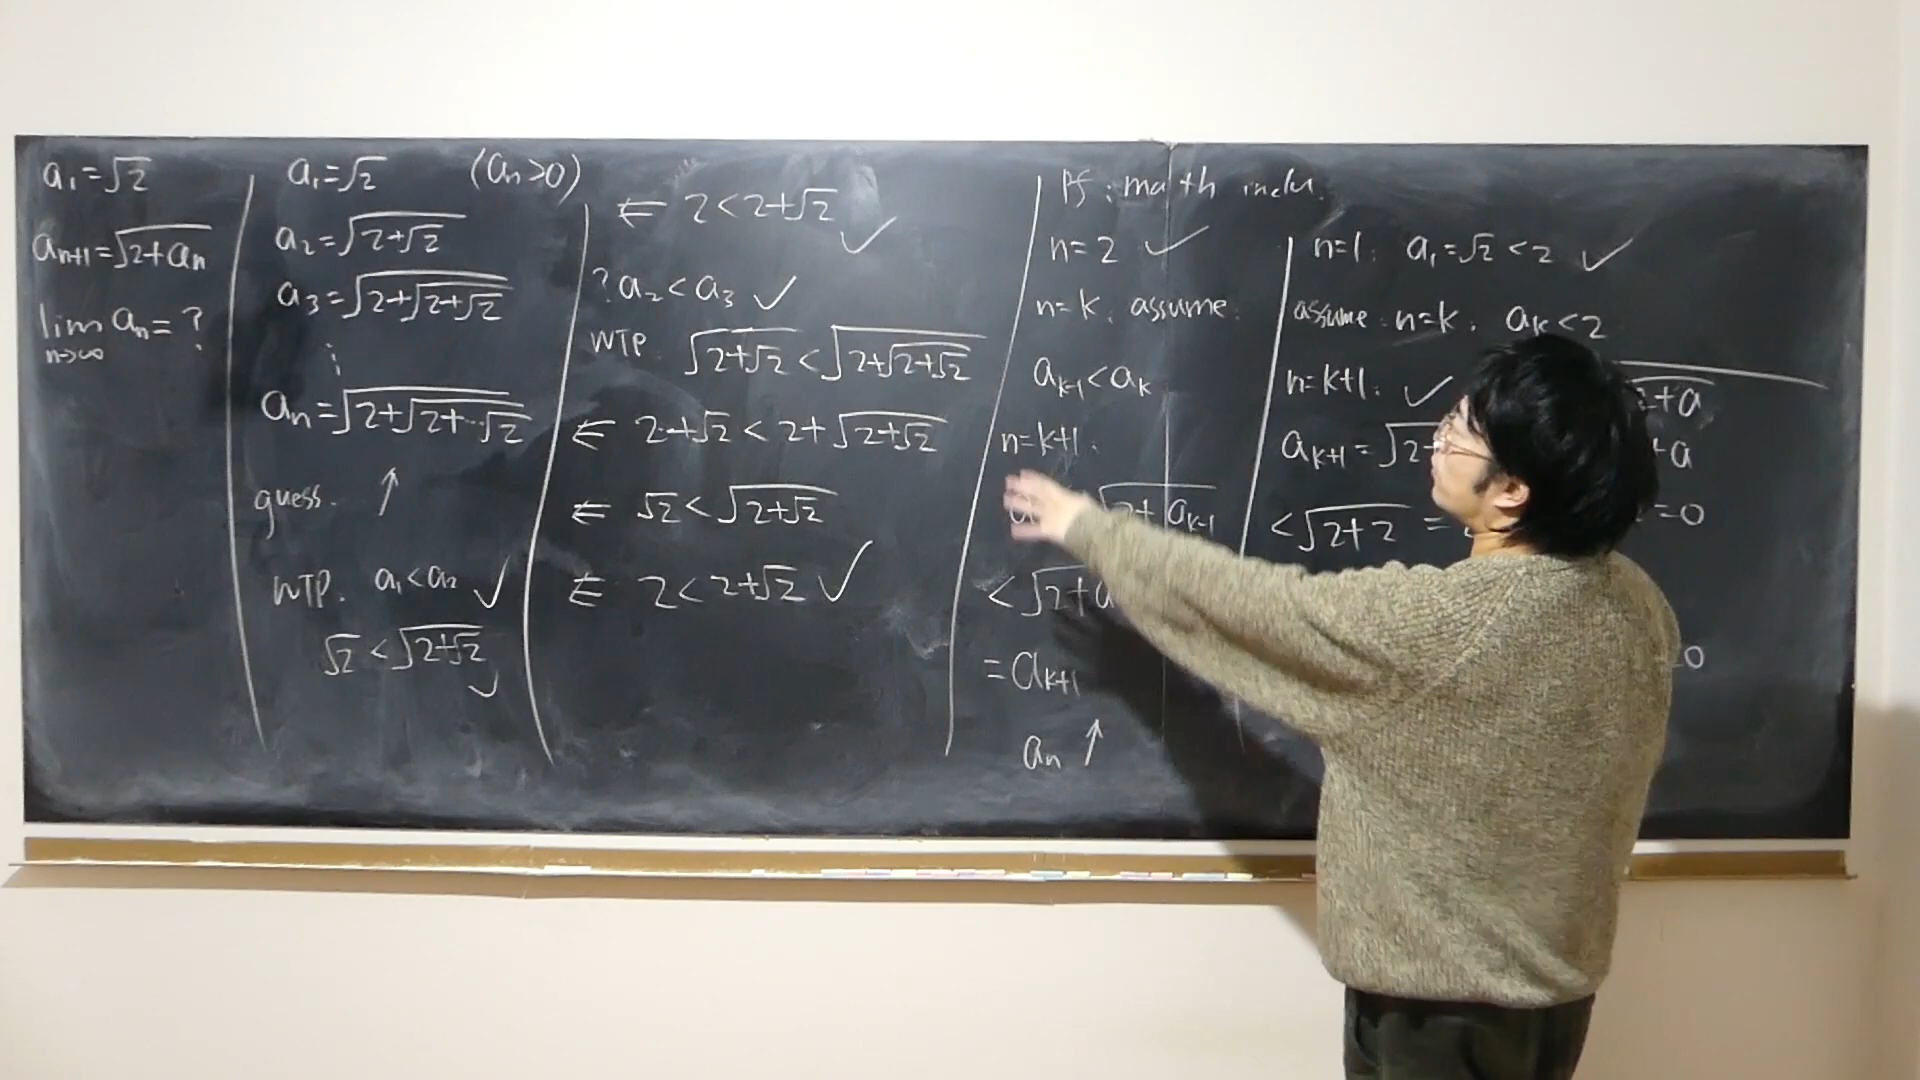 a₁=√2
aₙ₊₁=√(2+aₙ)
lim aₙ= ?
n→∞
a₁=√2 (aₙ>0)
a₂=√(2+√2)
a₃=√(2+√(2+√2))
⋮
aₙ=√(2+√(2+⋯√2))
guess. ↑
WTP. a₁<a₂ ✓
√2 <√(2+√2) ✓
⇐ 2<2+√2 ✓
? a₂<a₃ ✓
WTP. √(2+√2) <√(2+√(2+√2))
⇐ 2+√2 < 2+√(2+√2)
⇐ √2 <√(2+√2)
⇐ 2< 2+√2 ✓
Pf: math indu.
n=2 ✓
n=k. assume.
aₖ₋₁<aₖ
n=k+1.
√(2+aₖ₋₁)
<√(2+a
= aₖ₊₁
aₙ ↑
n=1: a₁=√2 <2 ✓
assume: n=k. aₖ<2
n=k+1: ✓
aₖ₊₁=√(2+
<√(2+2) =
2+a
+a
=0
0